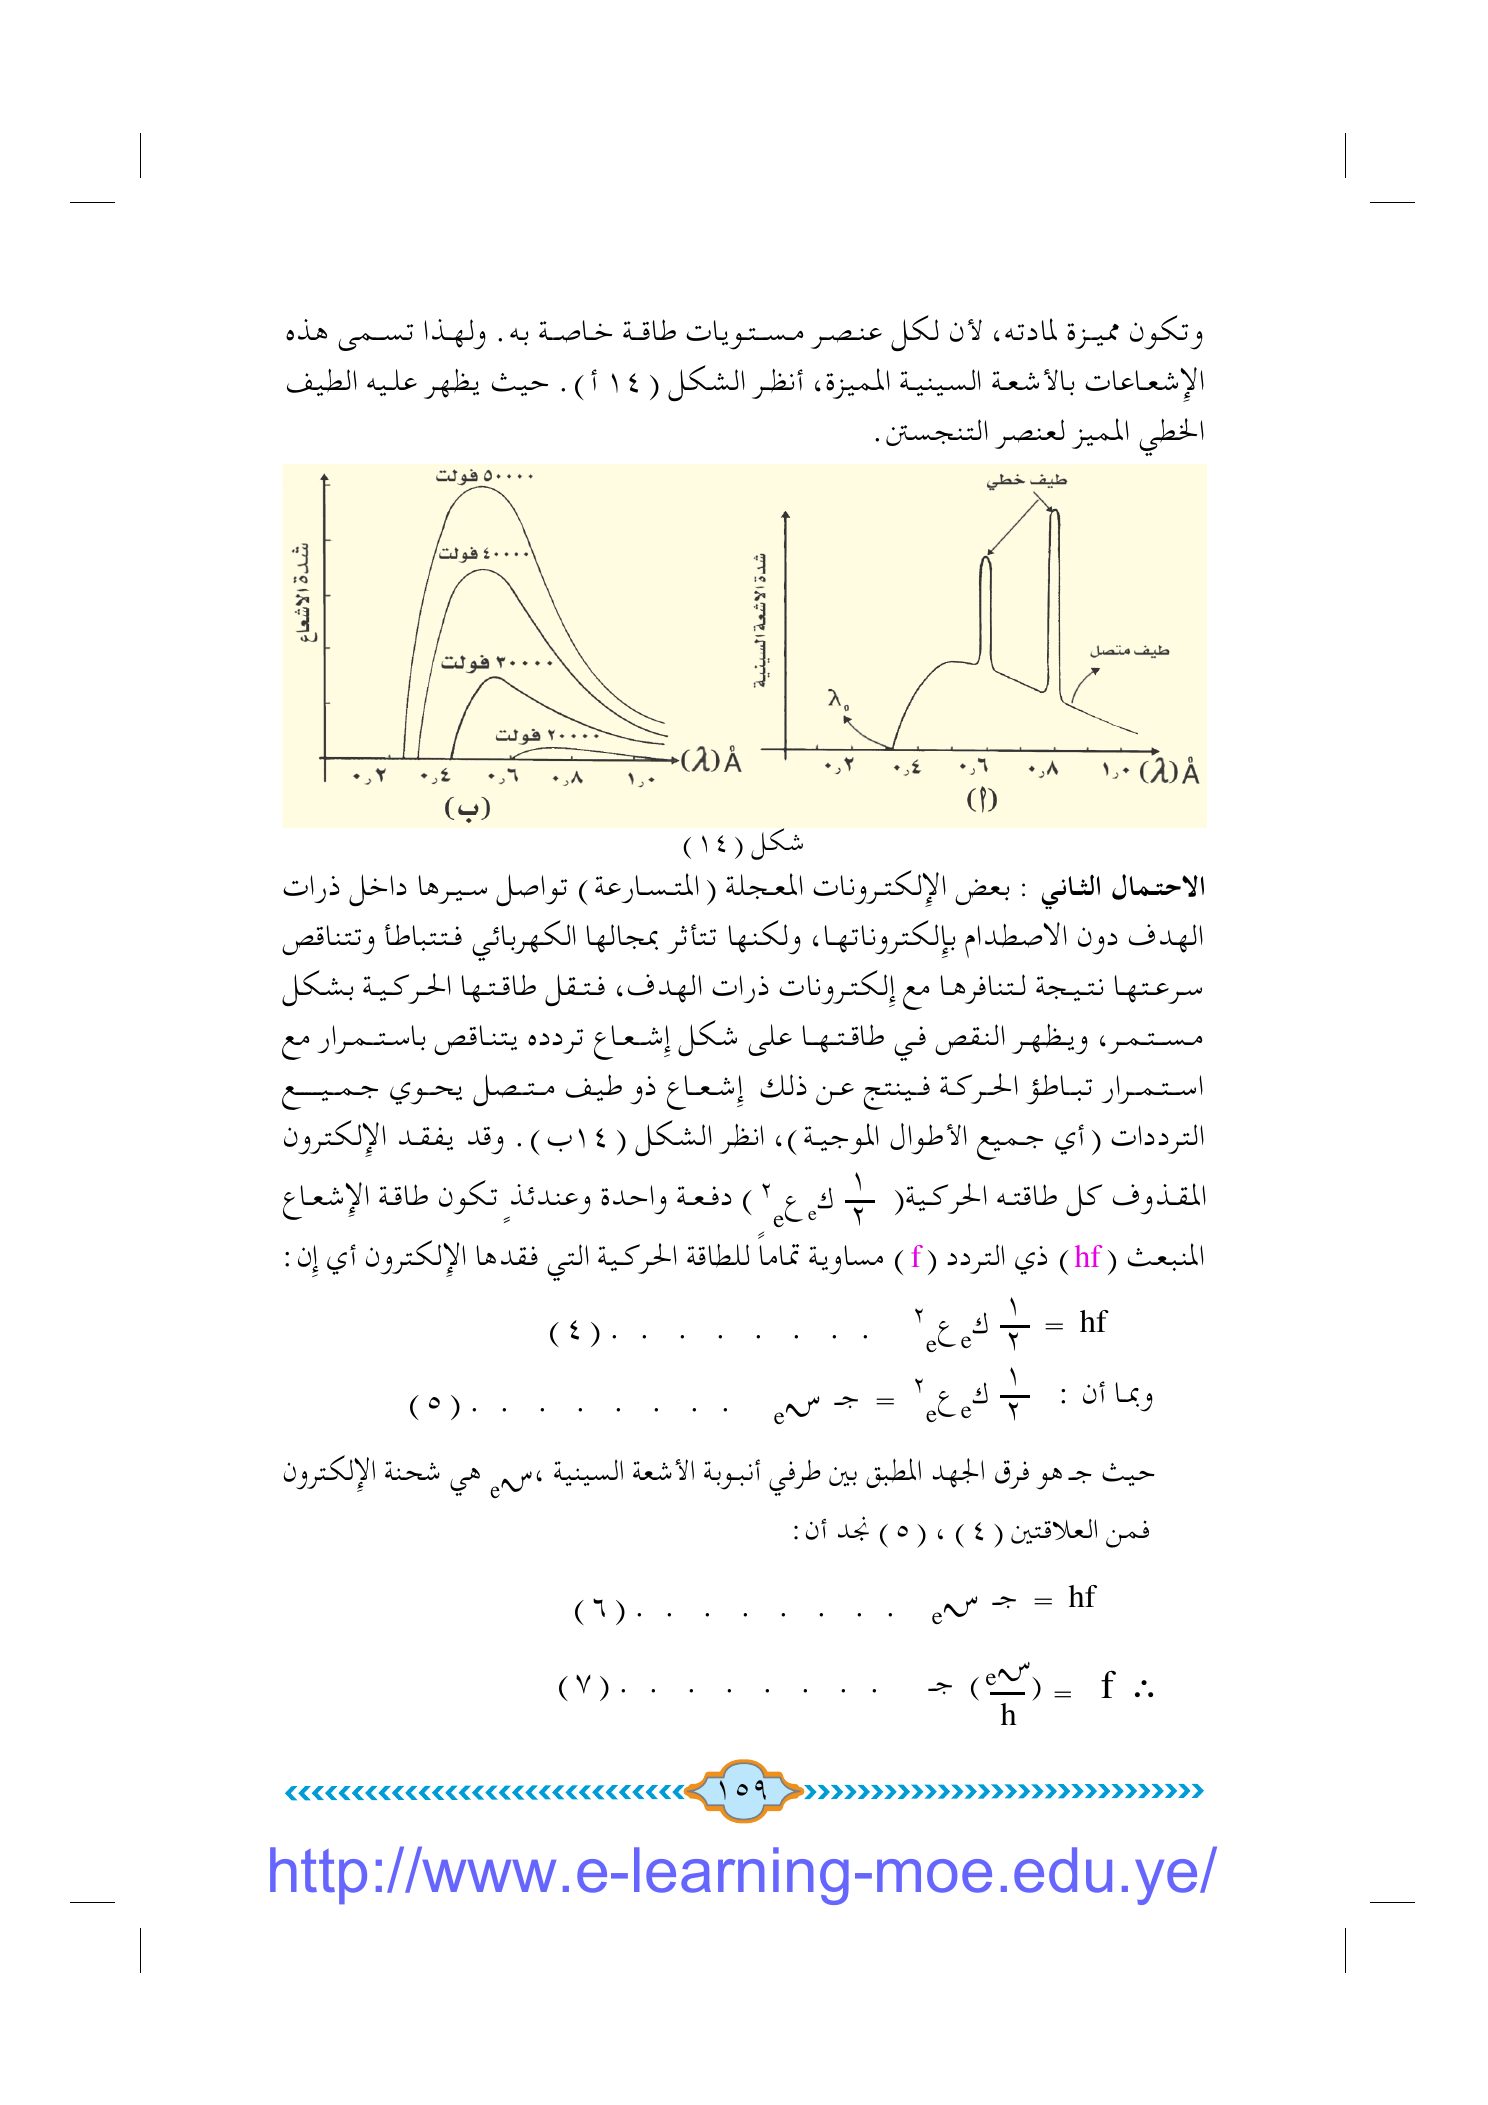 وتكون مميزة لمادته، لأن لكل عنصر مستويات طاقة خاصة به. ولهذا تسمى هذه
الإشعاعات بالأشعة السينية المميزة، أنظر الشكل (١٤ أ). حيث يظهر عليه الطيف
الخطي المميز لعنصر التنجستن.
طيف خطي
شدة الاشعة السينية
طيف متصل
λ₀
٠٫٢ ٠٫٤ ٠٫٦ ٠٫٨ ١٫٠ (λ) Å
(أ)
٥٠٠٠٠ فولت
٤٠٠٠٠ فولت
٣٠٠٠٠ فولت
٢٠٠٠٠ فولت
شدة الاشعاع
٠٫٢ ٠٫٤ ٠٫٦ ٠٫٨ ١٫٠ (λ) Å
(ب)
شكل (١٤)
الاحتمال الثاني : بعض الإلكترونات المعجلة (المتسارعة) تواصل سيرها داخل ذرات
الهدف دون الاصطدام بإلكتروناتها، ولكنها تتأثر بمجالها الكهربائي فتتباطأ وتتناقص
سرعتها نتيجة لتنافرها مع إلكترونات ذرات الهدف، فتقل طاقتها الحركية بشكل
مستمر، ويظهر النقص في طاقتها على شكل إشعاع تردده يتناقص باستمرار مع
استمرار تباطؤ الحركة فينتج عن ذلك إشعاع ذو طيف متصل يحوي جميع
الترددات (أي جميع الأطوال الموجية)، انظر الشكل (١٤ب). وقد يفقد الإلكترون
المقذوف كل طاقته الحركية( ١/٢ كₑ عₑ² ) دفعة واحدة وعندئذٍ تكون طاقة الإشعاع
المنبعث (hf) ذي التردد (f) مساوية تماماً للطاقة الحركية التي فقدها الإلكترون أي إن:
hf = ١/٢ كₑ عₑ² . . . . . . . . (٤)
وبما أن : ١/٢ كₑ عₑ² = جـ سـهₑ . . . . . . . . (٥)
حيث جـ هو فرق الجهد المطبق بين طرفي أنبوبة الأشعة السينية ، سـهₑ هي شحنة الإلكترون
فمن العلاقتين (٤) ، (٥) نجد أن:
hf = جـ سـهₑ . . . . . . . . (٦)
∴ f = (سـهₑ/h) جـ . . . . . . . . (٧)
١٥٩
http://www.e-learning-moe.edu.ye/